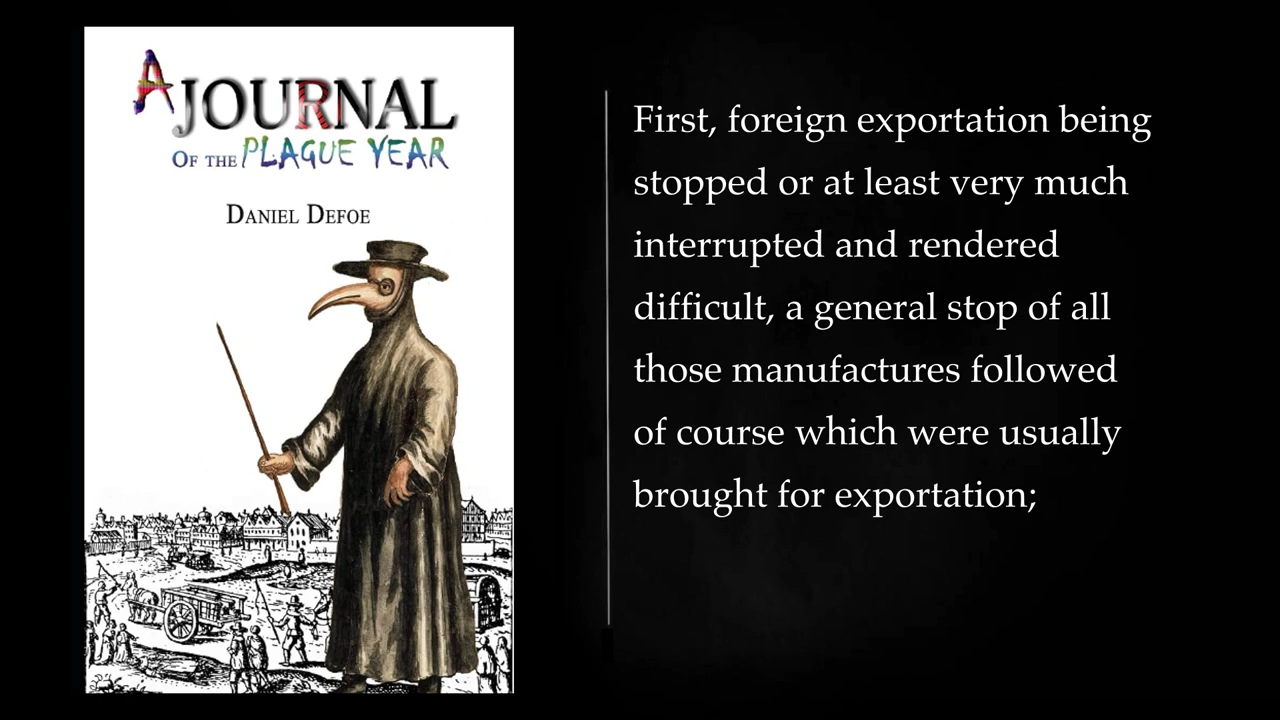 A JOURNAL
OF THE PLAGUE YEAR
DANIEL DEFOE
First, foreign exportation being
stopped or at least very much
interrupted and rendered
difficult, a general stop of all
those manufactures followed
of course which were usually
brought for exportation;